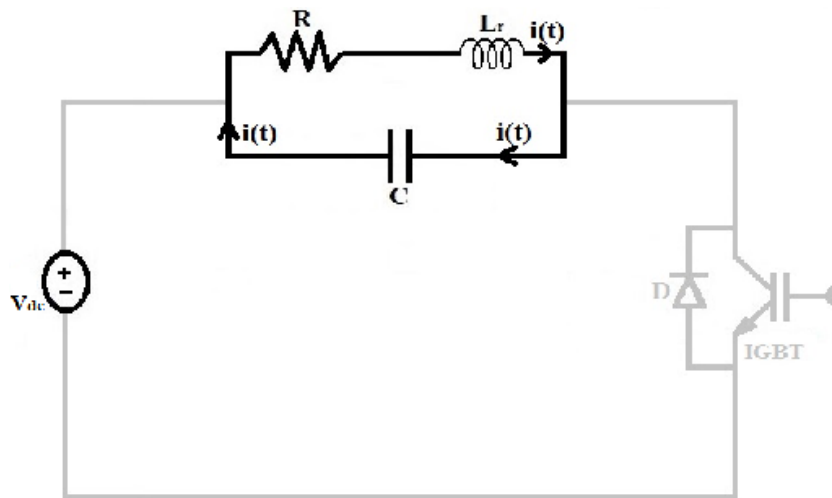 R
Lr
i(t)
i(t)
i(t)
C
+
−
Vdc
D
IGBT